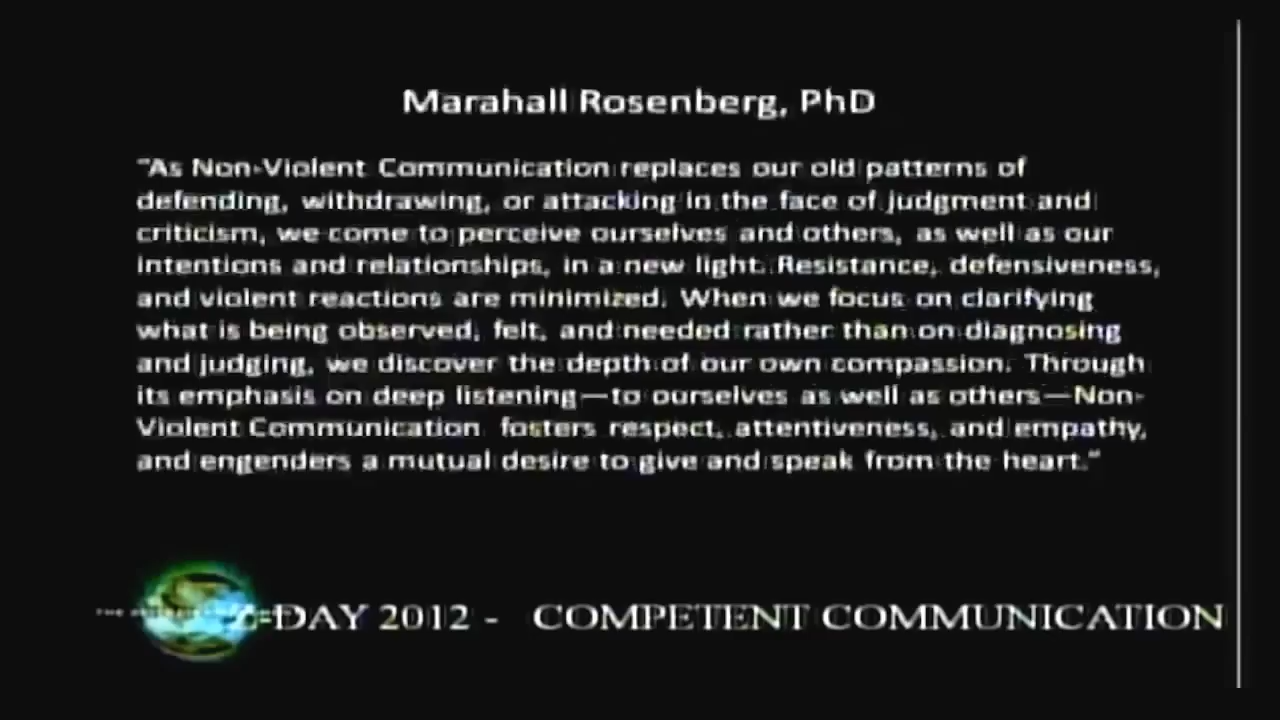 Marahall Rosenberg, PhD
"As Non-Violent Communication replaces our old patterns of
defending, withdrawing, or attacking in the face of judgment and
criticism, we come to perceive ourselves and others, as well as our
intentions and relationships, in a new light. Resistance, defensiveness,
and violent reactions are minimized. When we focus on clarifying
what is being observed, felt, and needed rather than on diagnosing
and judging, we discover the depth of our own compassion. Through
its emphasis on deep listening—to ourselves as well as others—Non-
Violent Communication fosters respect, attentiveness, and empathy,
and engenders a mutual desire to give and speak from the heart."
Z-DAY 2012 - COMPETENT COMMUNICATION